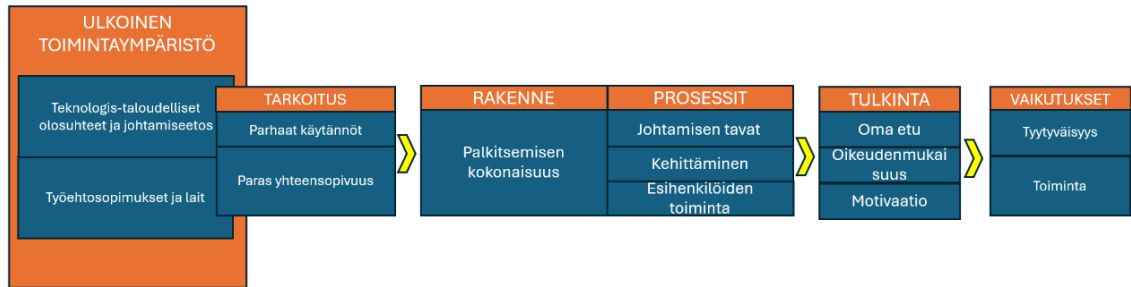 ULKOINEN
TOIMINTAYMPÄRISTÖ
Teknologis-taloudelliset
olosuhteet ja johtamiseetos
Työehtosopimukset ja lait
TARKOITUS
Parhaat käytännöt
Paras yhteensopivuus
RAKENNE
Palkitsemisen
kokonaisuus
PROSESSIT
Johtamisen tavat
Kehittäminen
Esihenkilöiden
toiminta
TULKINTA
Oma etu
Oikeudenmukai
suus
Motivaatio
VAIKUTUKSET
Tyytyväisyys
Toiminta